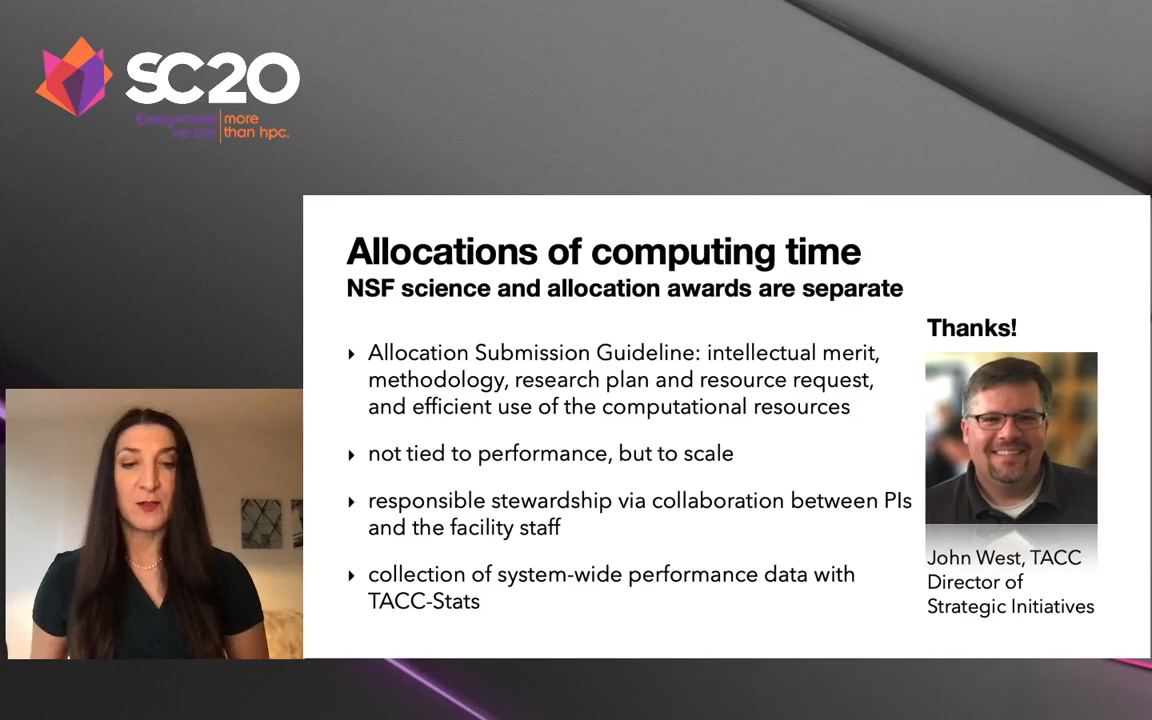 SC20
Everywhere we are
more than hpc.
Allocations of computing time
NSF science and allocation awards are separate
Thanks!
‣ Allocation Submission Guideline: intellectual merit,
methodology, research plan and resource request,
and efficient use of the computational resources
‣ not tied to performance, but to scale
‣ responsible stewardship via collaboration between PIs
and the facility staff
‣ collection of system-wide performance data with
TACC-Stats
John West, TACC
Director of
Strategic Initiatives